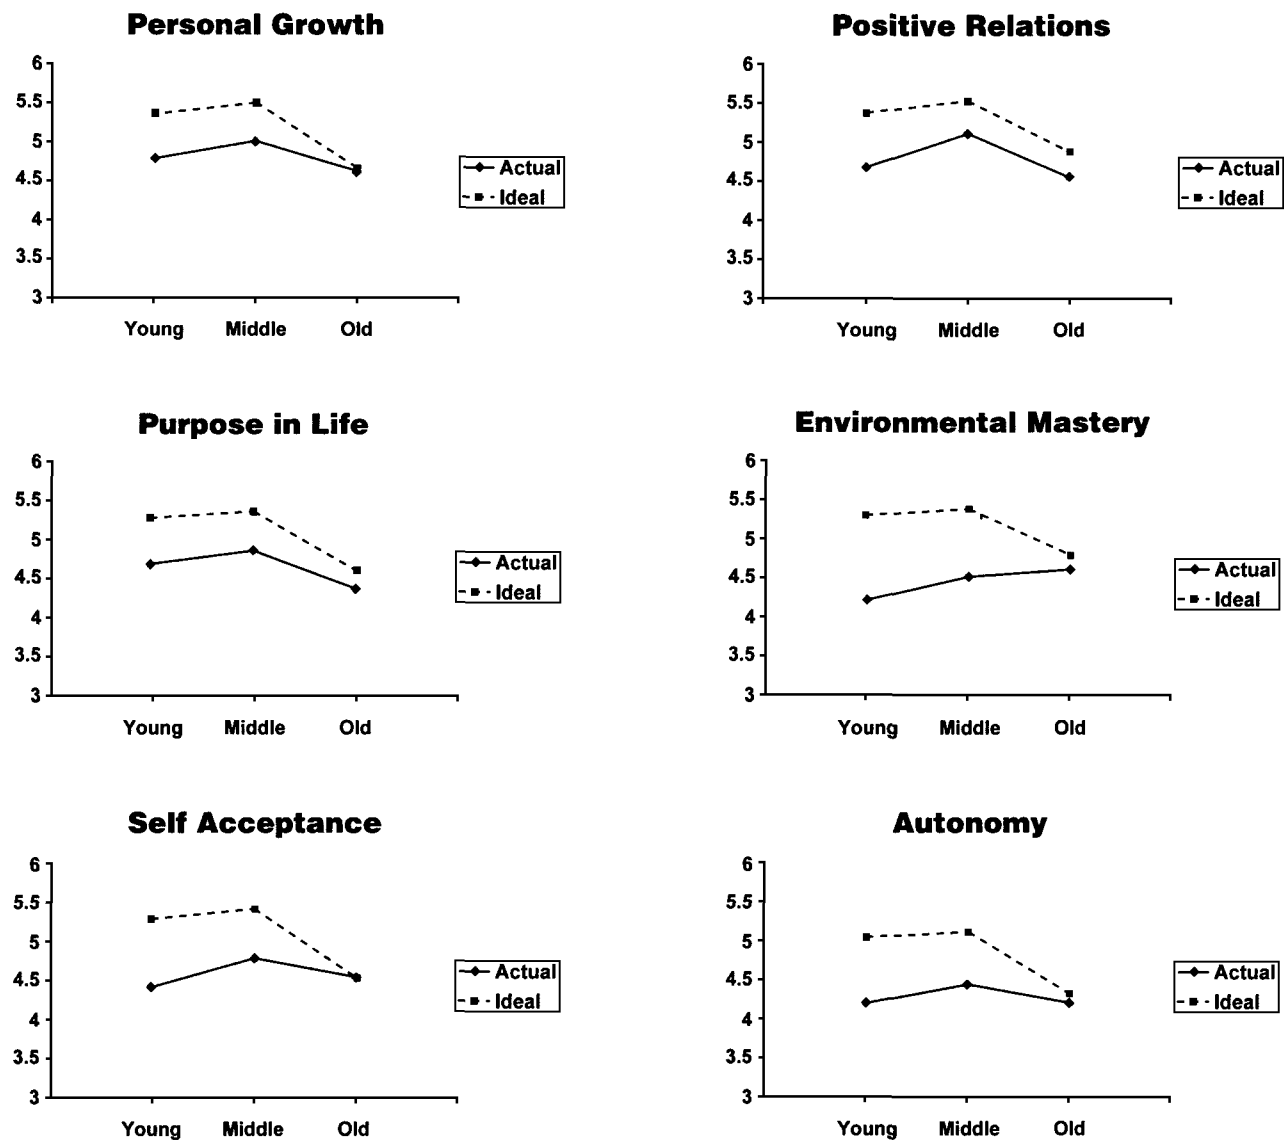 Personal Growth
6
5.5
5
4.5
4
3.5
3
Young Middle Old
Actual
Ideal
Positive Relations
6
5.5
5
4.5
4
3.5
3
Young Middle Old
Actual
Ideal
Purpose in Life
6
5.5
5
4.5
4
3.5
3
Young Middle Old
Actual
Ideal
Environmental Mastery
6
5.5
5
4.5
4
3.5
3
Young Middle Old
Actual
Ideal
Self Acceptance
6
5.5
5
4.5
4
3.5
3
Young Middle Old
Actual
Ideal
Autonomy
6
5.5
5
4.5
4
3.5
3
Young Middle Old
Actual
Ideal